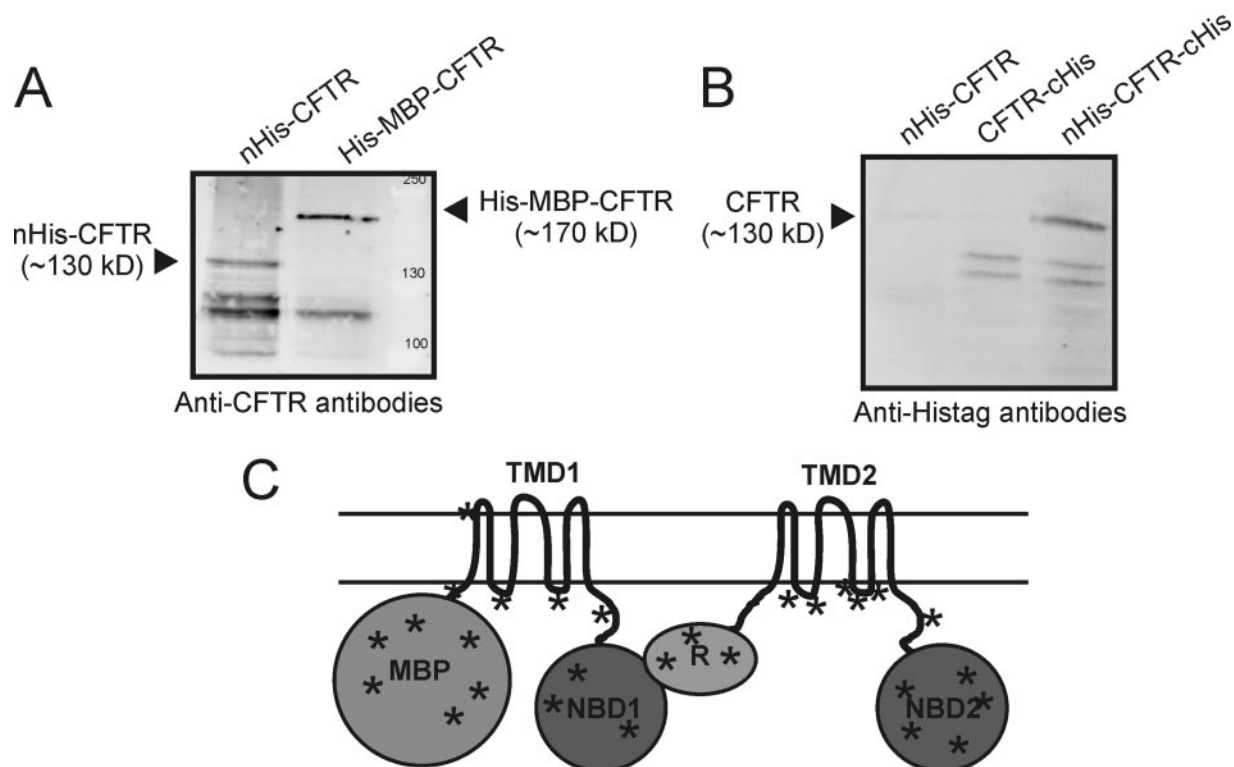 A
nHis-CFTR
His-MBP-CFTR
250
nHis-CFTR
(~130 kD)
His-MBP-CFTR
(~170 kD)
130
100
Anti-CFTR antibodies
B
nHis-CFTR
CFTR-cHis
nHis-CFTR-cHis
CFTR
(~130 kD)
Anti-Histag antibodies
C
TMD1
TMD2
*
*
* * * * * * *
* *
MBP * * * * * *
NBD1 * * *
R * * *
NBD2 * * * * *